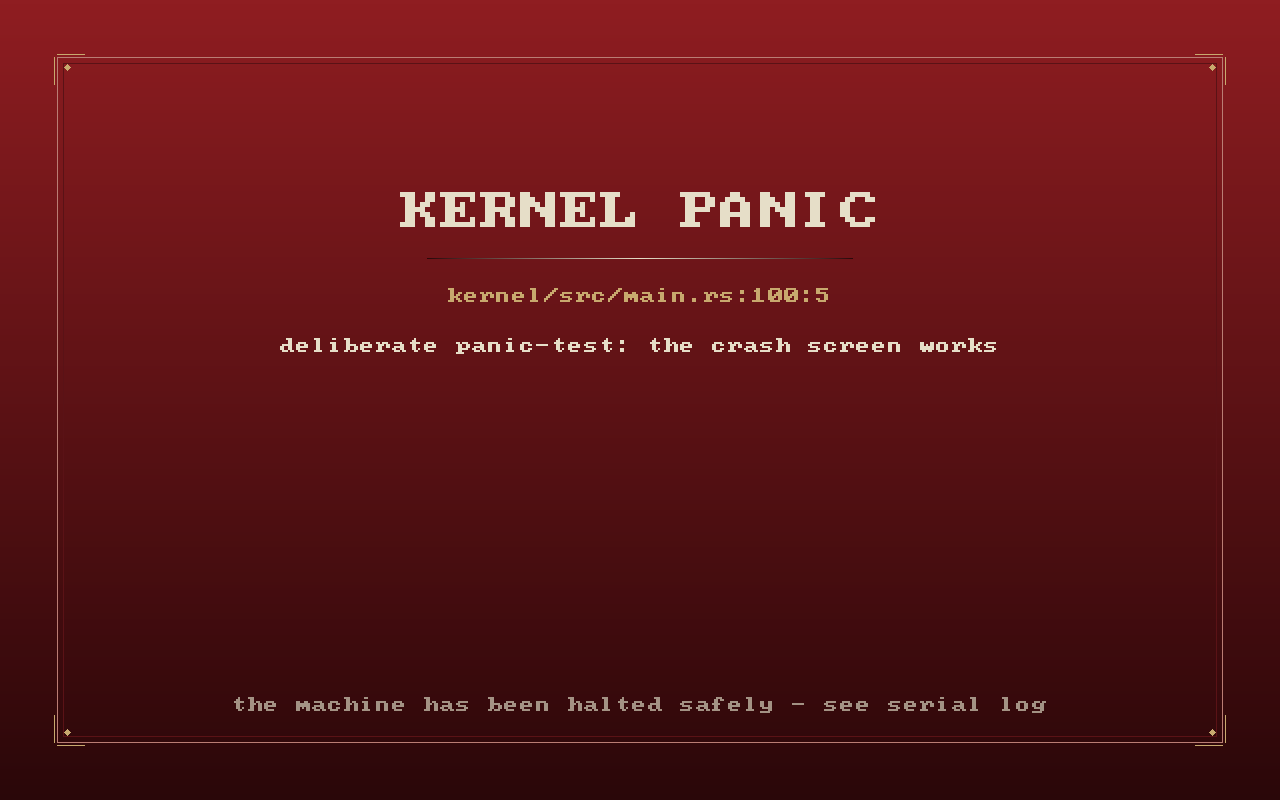 KERNEL PANIC
kernel/src/main.rs:100:5
deliberate panic-test: the crash screen works
the machine has been halted safely - see serial log